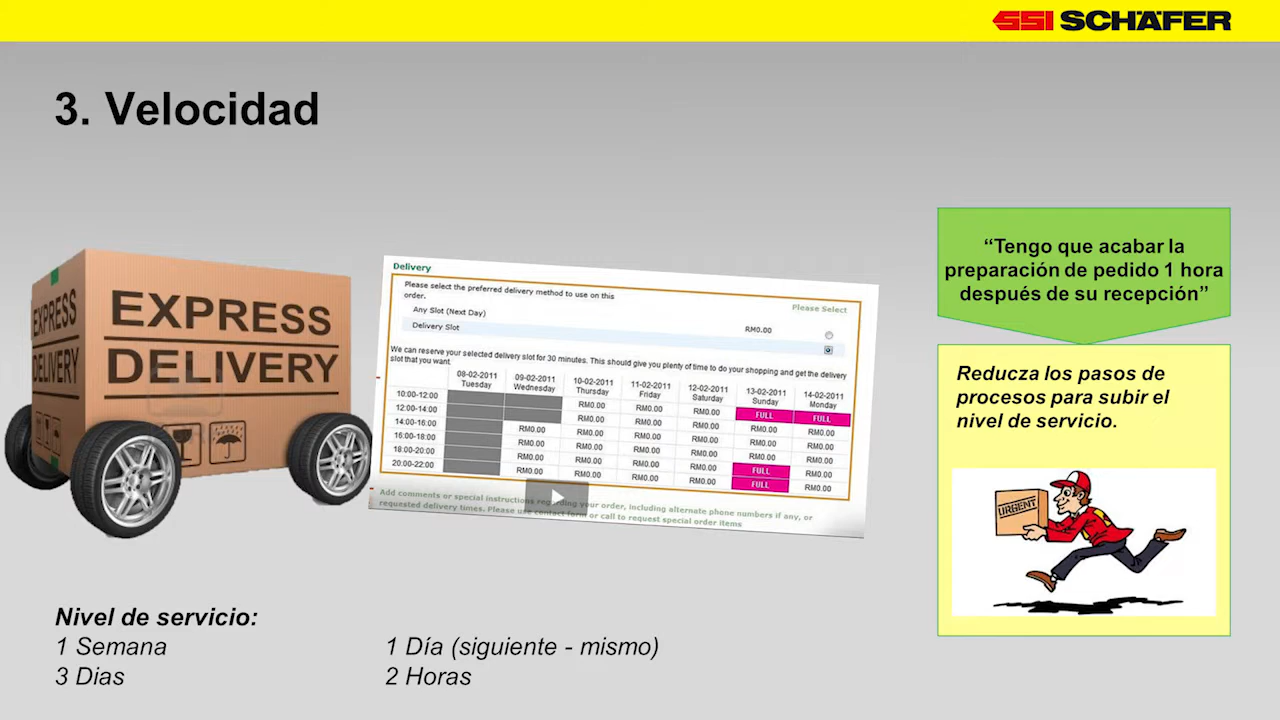 SSI SCHÄFER
3. Velocidad
EXPRESS
DELIVERY
EXPRESS
DELIVERY
Delivery
Please select the preferred delivery method to use on this
order.
Please Select
Any Slot (Next Day)
RM0.00
Delivery Slot
We can reserve your selected delivery slot for 30 minutes. This should give you plenty of time to do your shopping and get the delivery
slot that you want.
08-02-2011 09-02-2011 10-02-2011 11-02-2011 12-02-2011 13-02-2011 14-02-2011
Tuesday Wednesday Thursday Friday Saturday Sunday Monday
10:00-12:00 RM0.00 RM0.00 RM0.00 FULL FULL
12:00-14:00 RM0.00 RM0.00 RM0.00 RM0.00 RM0.00
14:00-16:00 RM0.00 RM0.00 RM0.00 RM0.00 RM0.00 RM0.00
16:00-18:00 RM0.00 RM0.00 RM0.00 RM0.00 RM0.00 RM0.00
18:00-20:00 RM0.00 RM0.00 RM0.00 RM0.00 FULL RM0.00
20:00-22:00 RM0.00 RM0.00 RM0.00 RM0.00 FULL RM0.00
Add comments or special instructions regarding your order, including alternate phone numbers if any, or
requested delivery times. Please use contact form or call to request special order items
“Tengo que acabar la
preparación de pedido 1 hora
después de su recepción”
Reducza los pasos de
procesos para subir el
nivel de servicio.
URGENT
Nivel de servicio:
1 Semana
1 Día (siguiente - mismo)
3 Dias
2 Horas